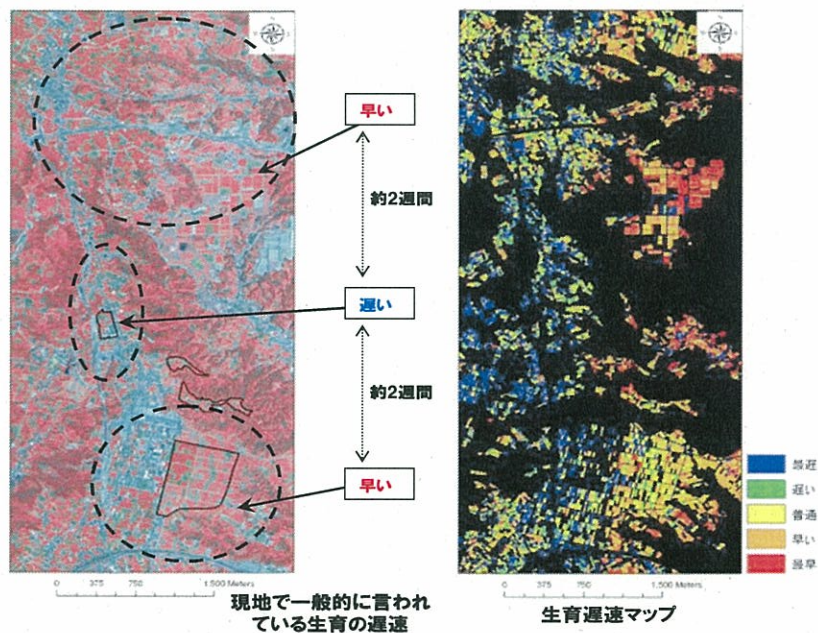 早い
約2週間
遅い
約2週間
早い
0 375 750 1,500 Meters
現地で一般的に言われ
ている生育の遅速
最遅
遅い
普通
早い
最早
0 375 750 1,500 Meters
生育遅速マップ